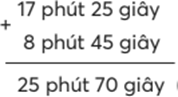 17 phút 25 giây
+
8 phút 45 giây
25 phút 70 giây